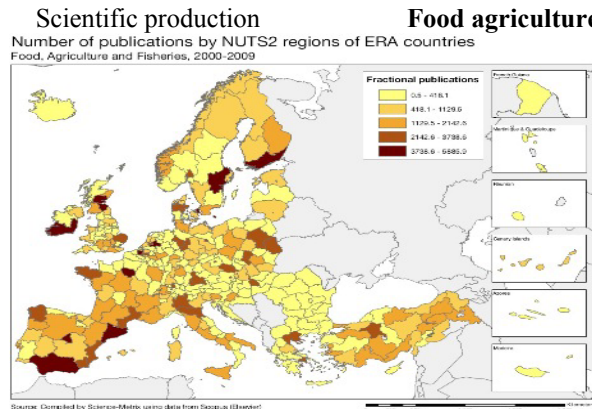 Scientific production Food agriculture
Number of publications by NUTS2 regions of ERA countries
Food, Agriculture and Fisheries, 2000-2009
Fractional publications
0.5 - 418.1
418.1 - 1129.5
1129.5 - 2142.6
2142.6 - 3738.6
3738.6 - 5885.9
French Guiana
Martinique & Guadeloupe
Réunion
Canary Islands
Azores
Madeira
Source: Compiled by Science-Metrix using data from Scopus (Elsevier)